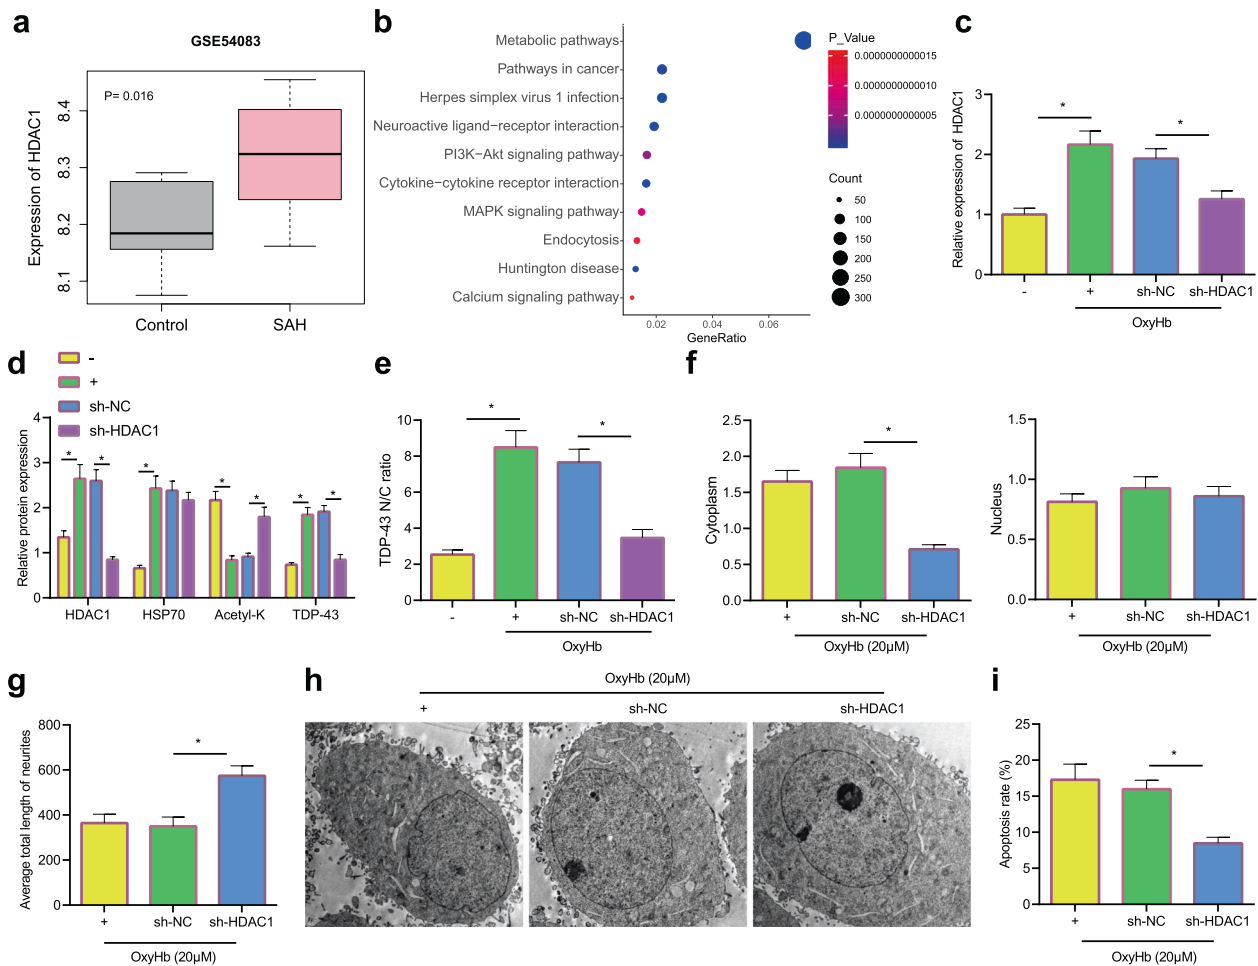 a
GSE54083
P= 0.016
Expression of HDAC1
8.4
8.3
8.2
8.1
Control
SAH
b
Metabolic pathways
Pathways in cancer
Herpes simplex virus 1 infection
Neuroactive ligand−receptor interaction
PI3K−Akt signaling pathway
Cytokine−cytokine receptor interaction
MAPK signaling pathway
Endocytosis
Huntington disease
Calcium signaling pathway
0.02
0.04
0.06
GeneRatio
P_Value
0.0000000000015
0.0000000000010
0.0000000000005
Count
50
100
150
200
250
300
c
Relative expression of HDAC1
3
2
1
0
*
*
-
+
sh-NC
sh-HDAC1
OxyHb
d
-
+
sh-NC
sh-HDAC1
Relative protein expression
4
3
2
1
0
*
*
*
*
*
*
*
HDAC1
HSP70
Acetyl-K
TDP-43
e
TDP-43 N/C ratio
10
8
6
4
2
0
*
*
-
+
sh-NC
sh-HDAC1
OxyHb
f
Cytoplasm
2.5
2.0
1.5
1.0
0.5
0.0
*
+
sh-NC
sh-HDAC1
OxyHb (20μM)
Nucleus
1.5
1.0
0.5
0.0
+
sh-NC
sh-HDAC1
OxyHb (20μM)
g
Average total length of neurites
800
600
400
200
0
*
+
sh-NC
sh-HDAC1
OxyHb (20μM)
h
OxyHb (20μM)
+
sh-NC
sh-HDAC1
i
Apoptosis rate (%)
25
20
15
10
5
0
*
+
sh-NC
sh-HDAC1
OxyHb (20μM)